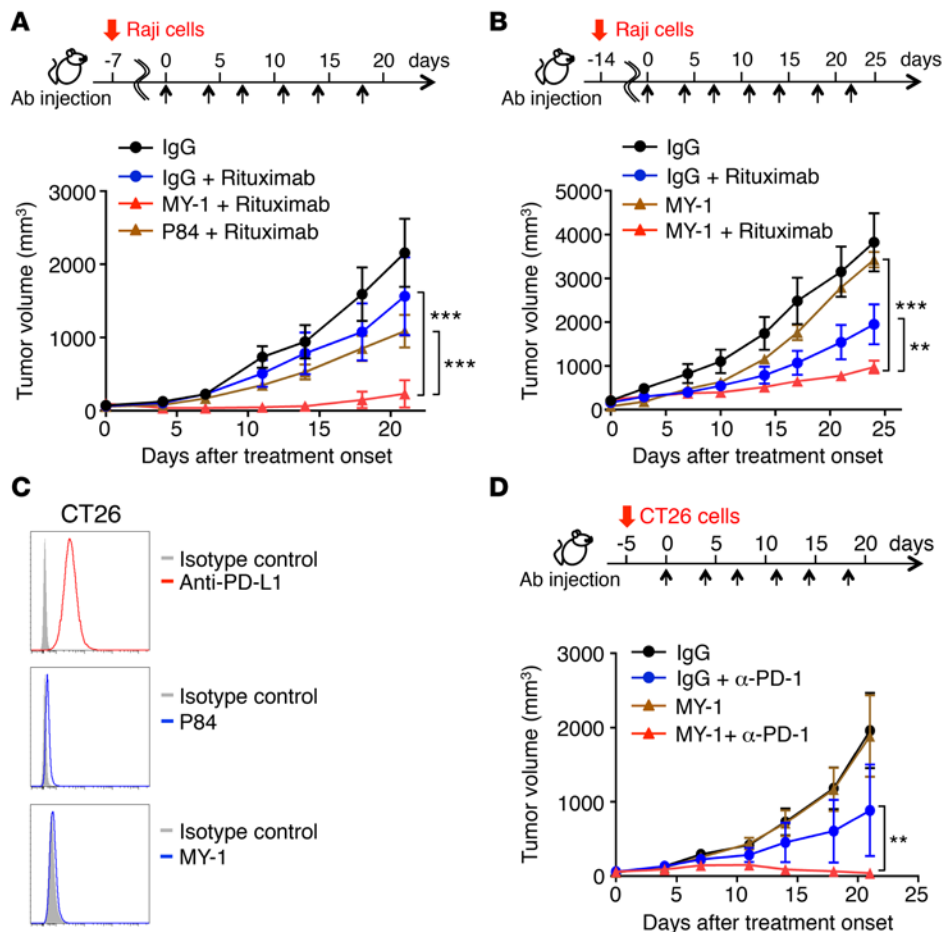 A
Raji cells
-7 0 5 10 15 20 days
Ab injection
IgG
IgG + Rituximab
MY-1 + Rituximab
P84 + Rituximab
Tumor volume (mm³)
3000
2000
1000
0
***
***
0 5 10 15 20
Days after treatment onset
B
Raji cells
-14 0 5 10 15 20 25 days
Ab injection
IgG
IgG + Rituximab
MY-1
MY-1 + Rituximab
Tumor volume (mm³)
5000
4000
3000
2000
1000
0
***
**
0 5 10 15 20 25
Days after treatment onset
C
CT26
Isotype control
Anti-PD-L1
Isotype control
P84
Isotype control
MY-1
D
CT26 cells
-5 0 5 10 15 20 days
Ab injection
IgG
IgG + α-PD-1
MY-1
MY-1+ α-PD-1
Tumor volume (mm³)
3000
2000
1000
0
**
0 5 10 15 20 25
Days after treatment onset